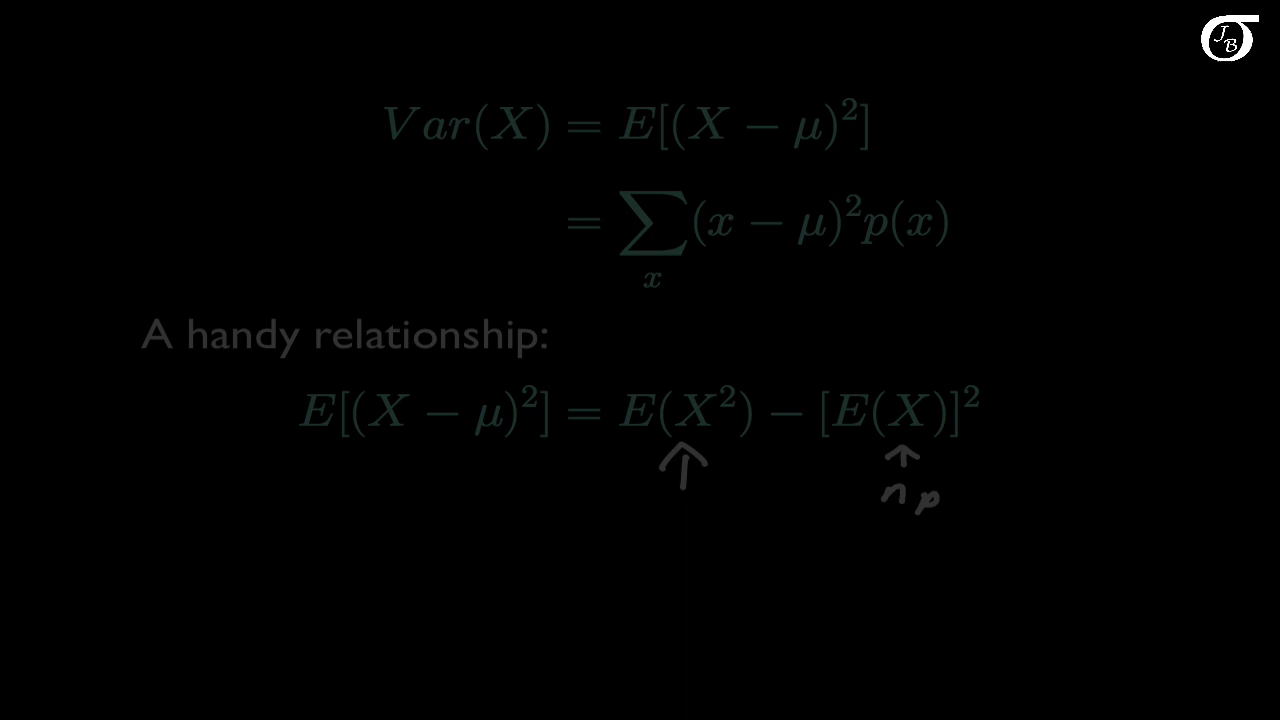 J B
Var(X) = E[(X − μ)²]
= ∑ₓ (x − μ)²p(x)
A handy relationship:
E[(X − μ)²] = E(X²) − [E(X)]²
↑ ↑
np